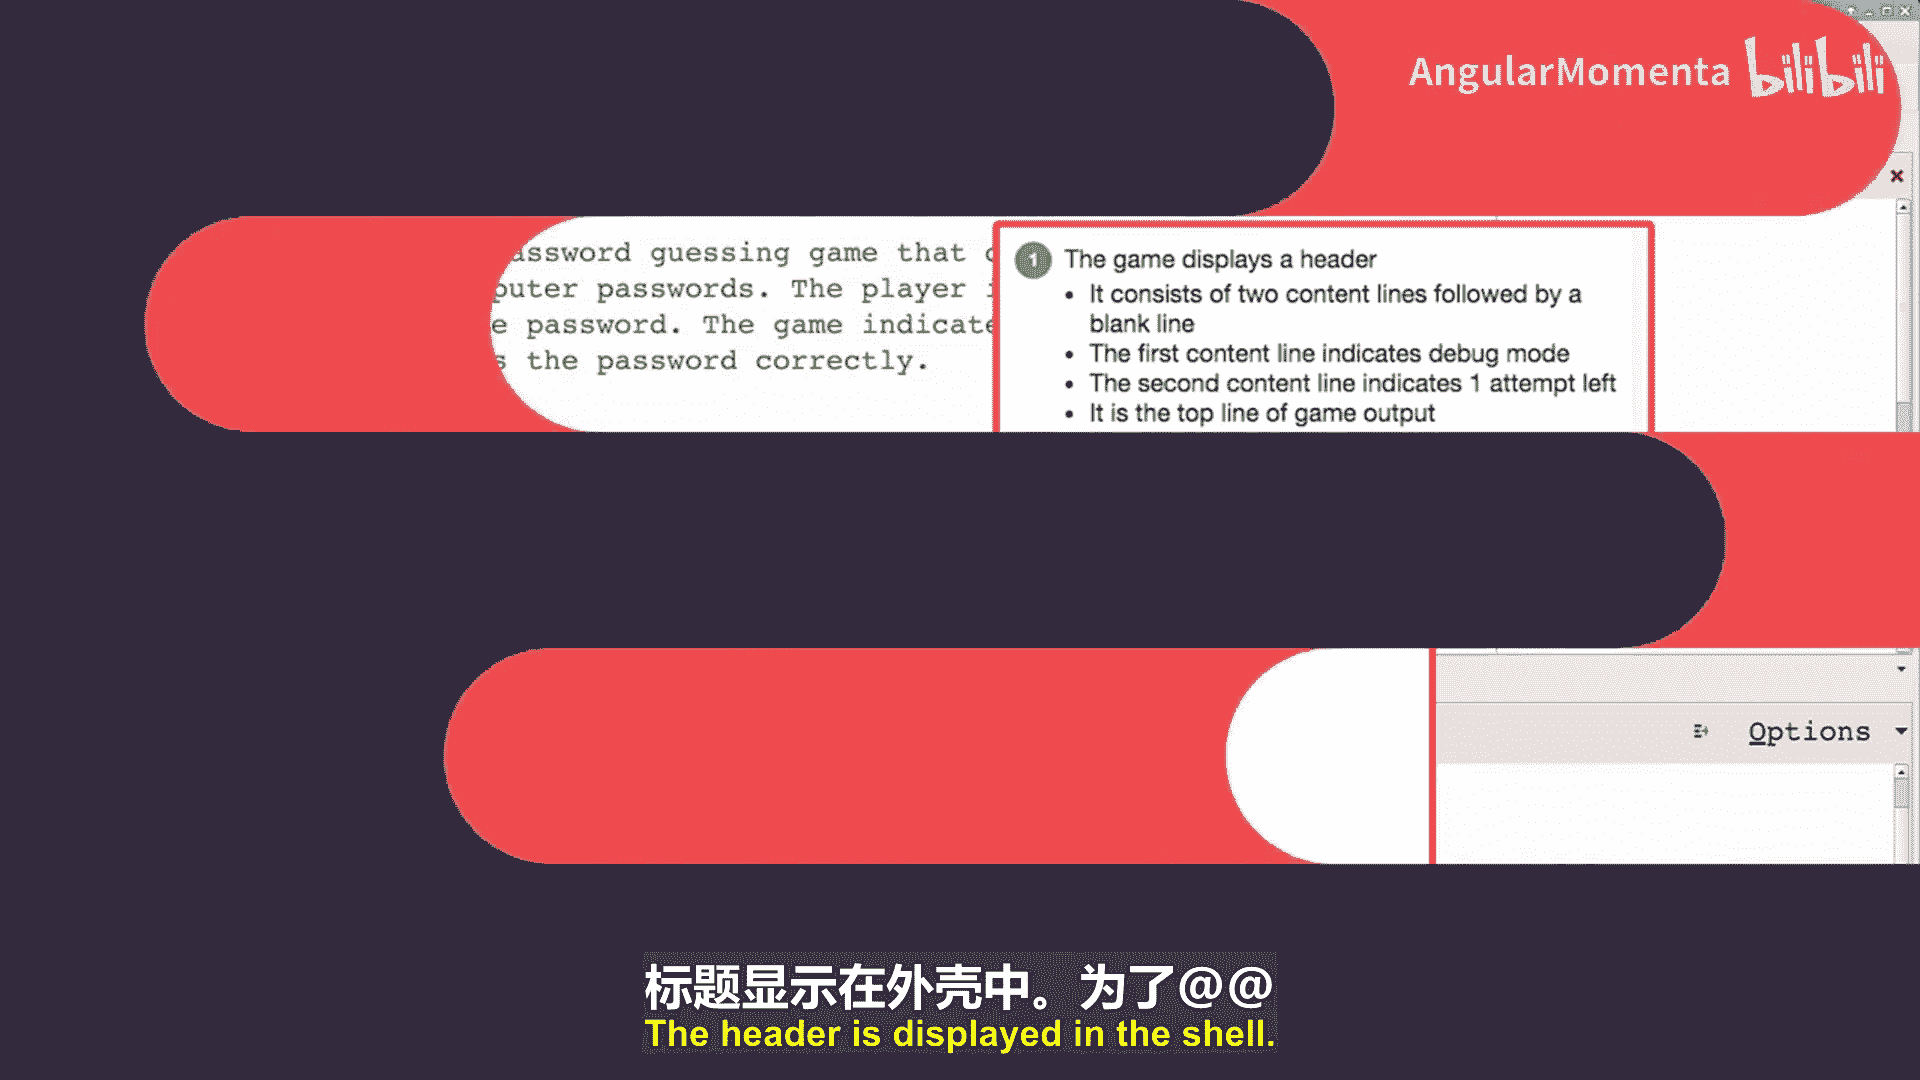 AngularMomenta bilibili
assword guessing game that
puter passwords. The player
e password. The game indicate
s the password correctly.
1 The game displays a header
• It consists of two content lines followed by a
blank line
• The first content line indicates debug mode
• The second content line indicates 1 attempt left
• It is the top line of game output
Options
标题显示在外壳中。为了@@
The header is displayed in the shell.